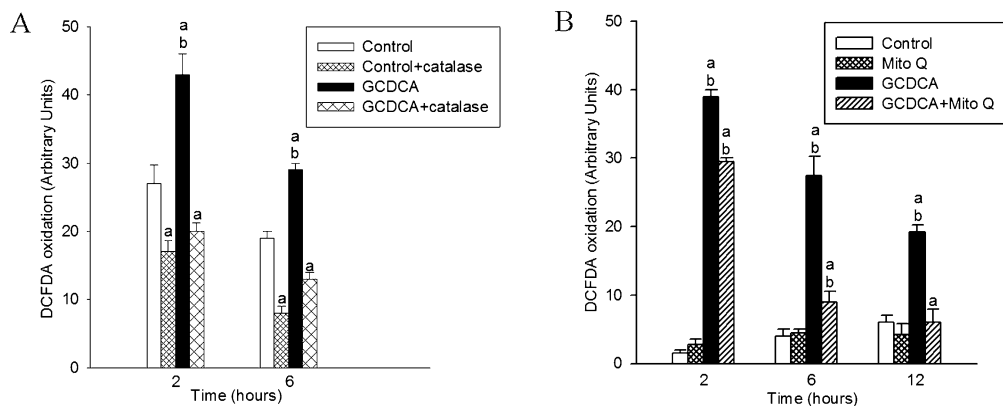 A
50
40
30
20
10
0
DCFDA oxidation (Arbitrary Units)
Control
Control+catalase
GCDCA
GCDCA+catalase
a
a
b
a
a
a
b
a
2
6
Time (hours)
B
50
40
30
20
10
0
DCFDA oxidation (Arbitrary Units)
Control
Mito Q
GCDCA
GCDCA+Mito Q
a
b
a
b
a
b
a
b
a
b
a
2
6
12
Time (hours)